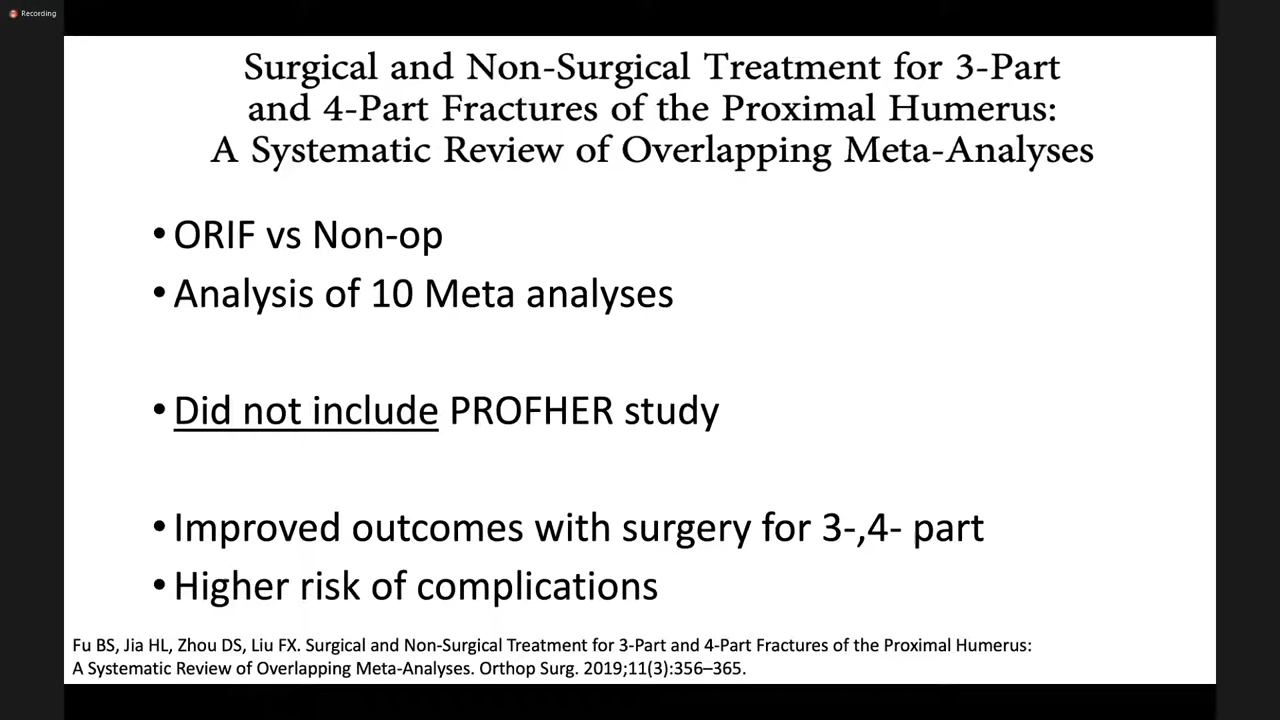 Recording
Surgical and Non-Surgical Treatment for 3-Part
and 4-Part Fractures of the Proximal Humerus:
A Systematic Review of Overlapping Meta-Analyses
• ORIF vs Non-op
• Analysis of 10 Meta analyses
• Did not include PROFHER study
• Improved outcomes with surgery for 3-,4- part
• Higher risk of complications
Fu BS, Jia HL, Zhou DS, Liu FX. Surgical and Non-Surgical Treatment for 3-Part and 4-Part Fractures of the Proximal Humerus:
A Systematic Review of Overlapping Meta-Analyses. Orthop Surg. 2019;11(3):356–365.